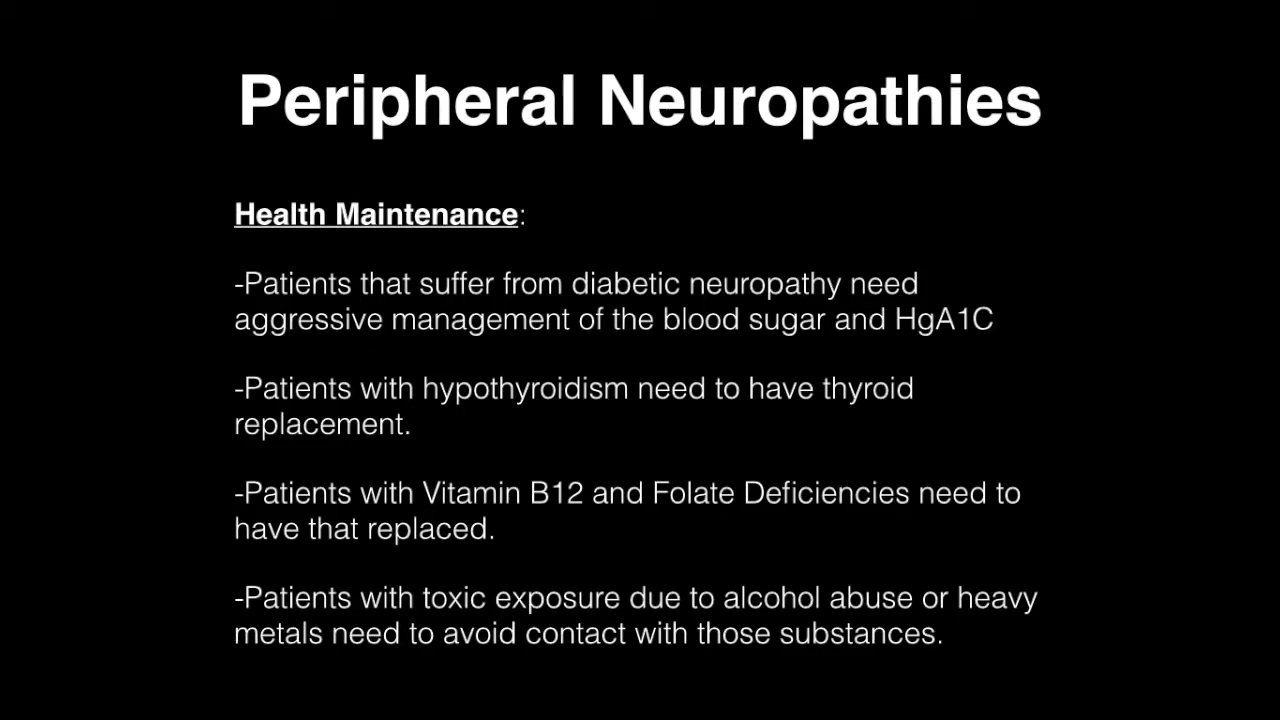 Peripheral Neuropathies
Health Maintenance:
-Patients that suffer from diabetic neuropathy need
aggressive management of the blood sugar and HgA1C
-Patients with hypothyroidism need to have thyroid
replacement.
-Patients with Vitamin B12 and Folate Deficiencies need to
have that replaced.
-Patients with toxic exposure due to alcohol abuse or heavy
metals need to avoid contact with those substances.